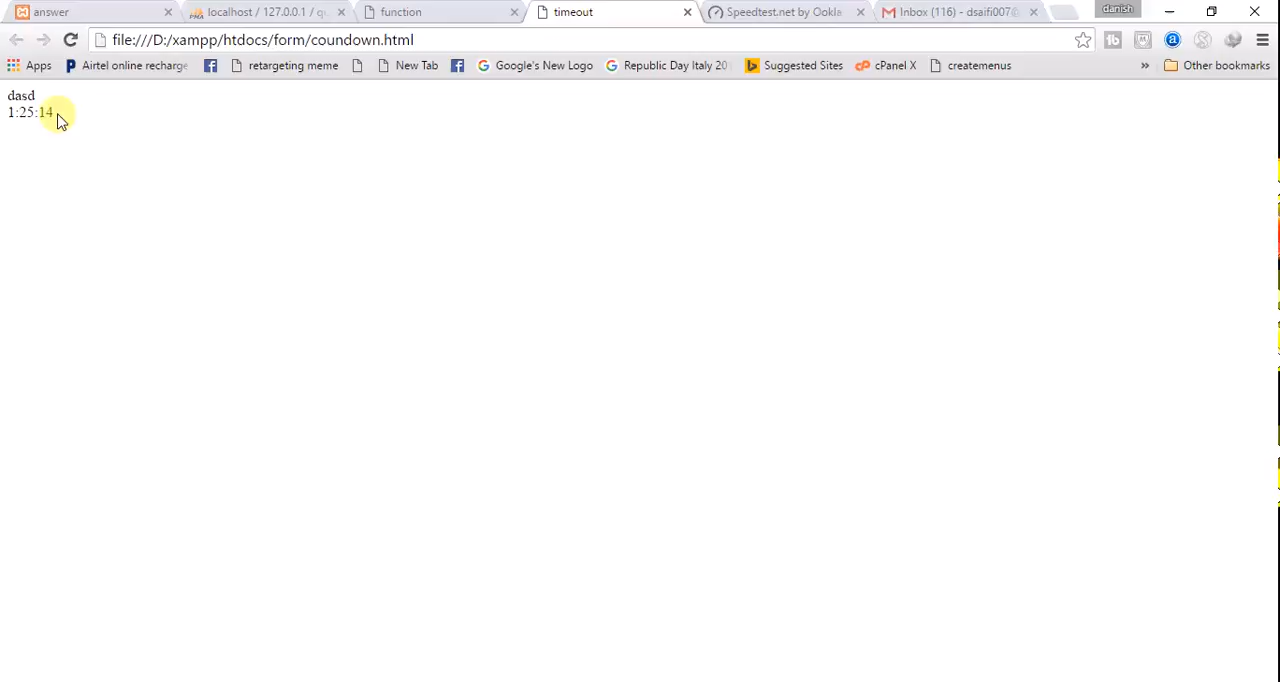 answer
localhost / 127.0.0.1 / qu
function
timeout
Speedtest.net by Ookla
Inbox (116) - dsaifi007@
danish
file:///D:/xampp/htdocs/form/coundown.html
Apps
Airtel online recharge
retargeting meme
New Tab
Google's New Logo
Republic Day Italy 20
Suggested Sites
cPanel X
createmenus
»
Other bookmarks
dasd
1:25:14